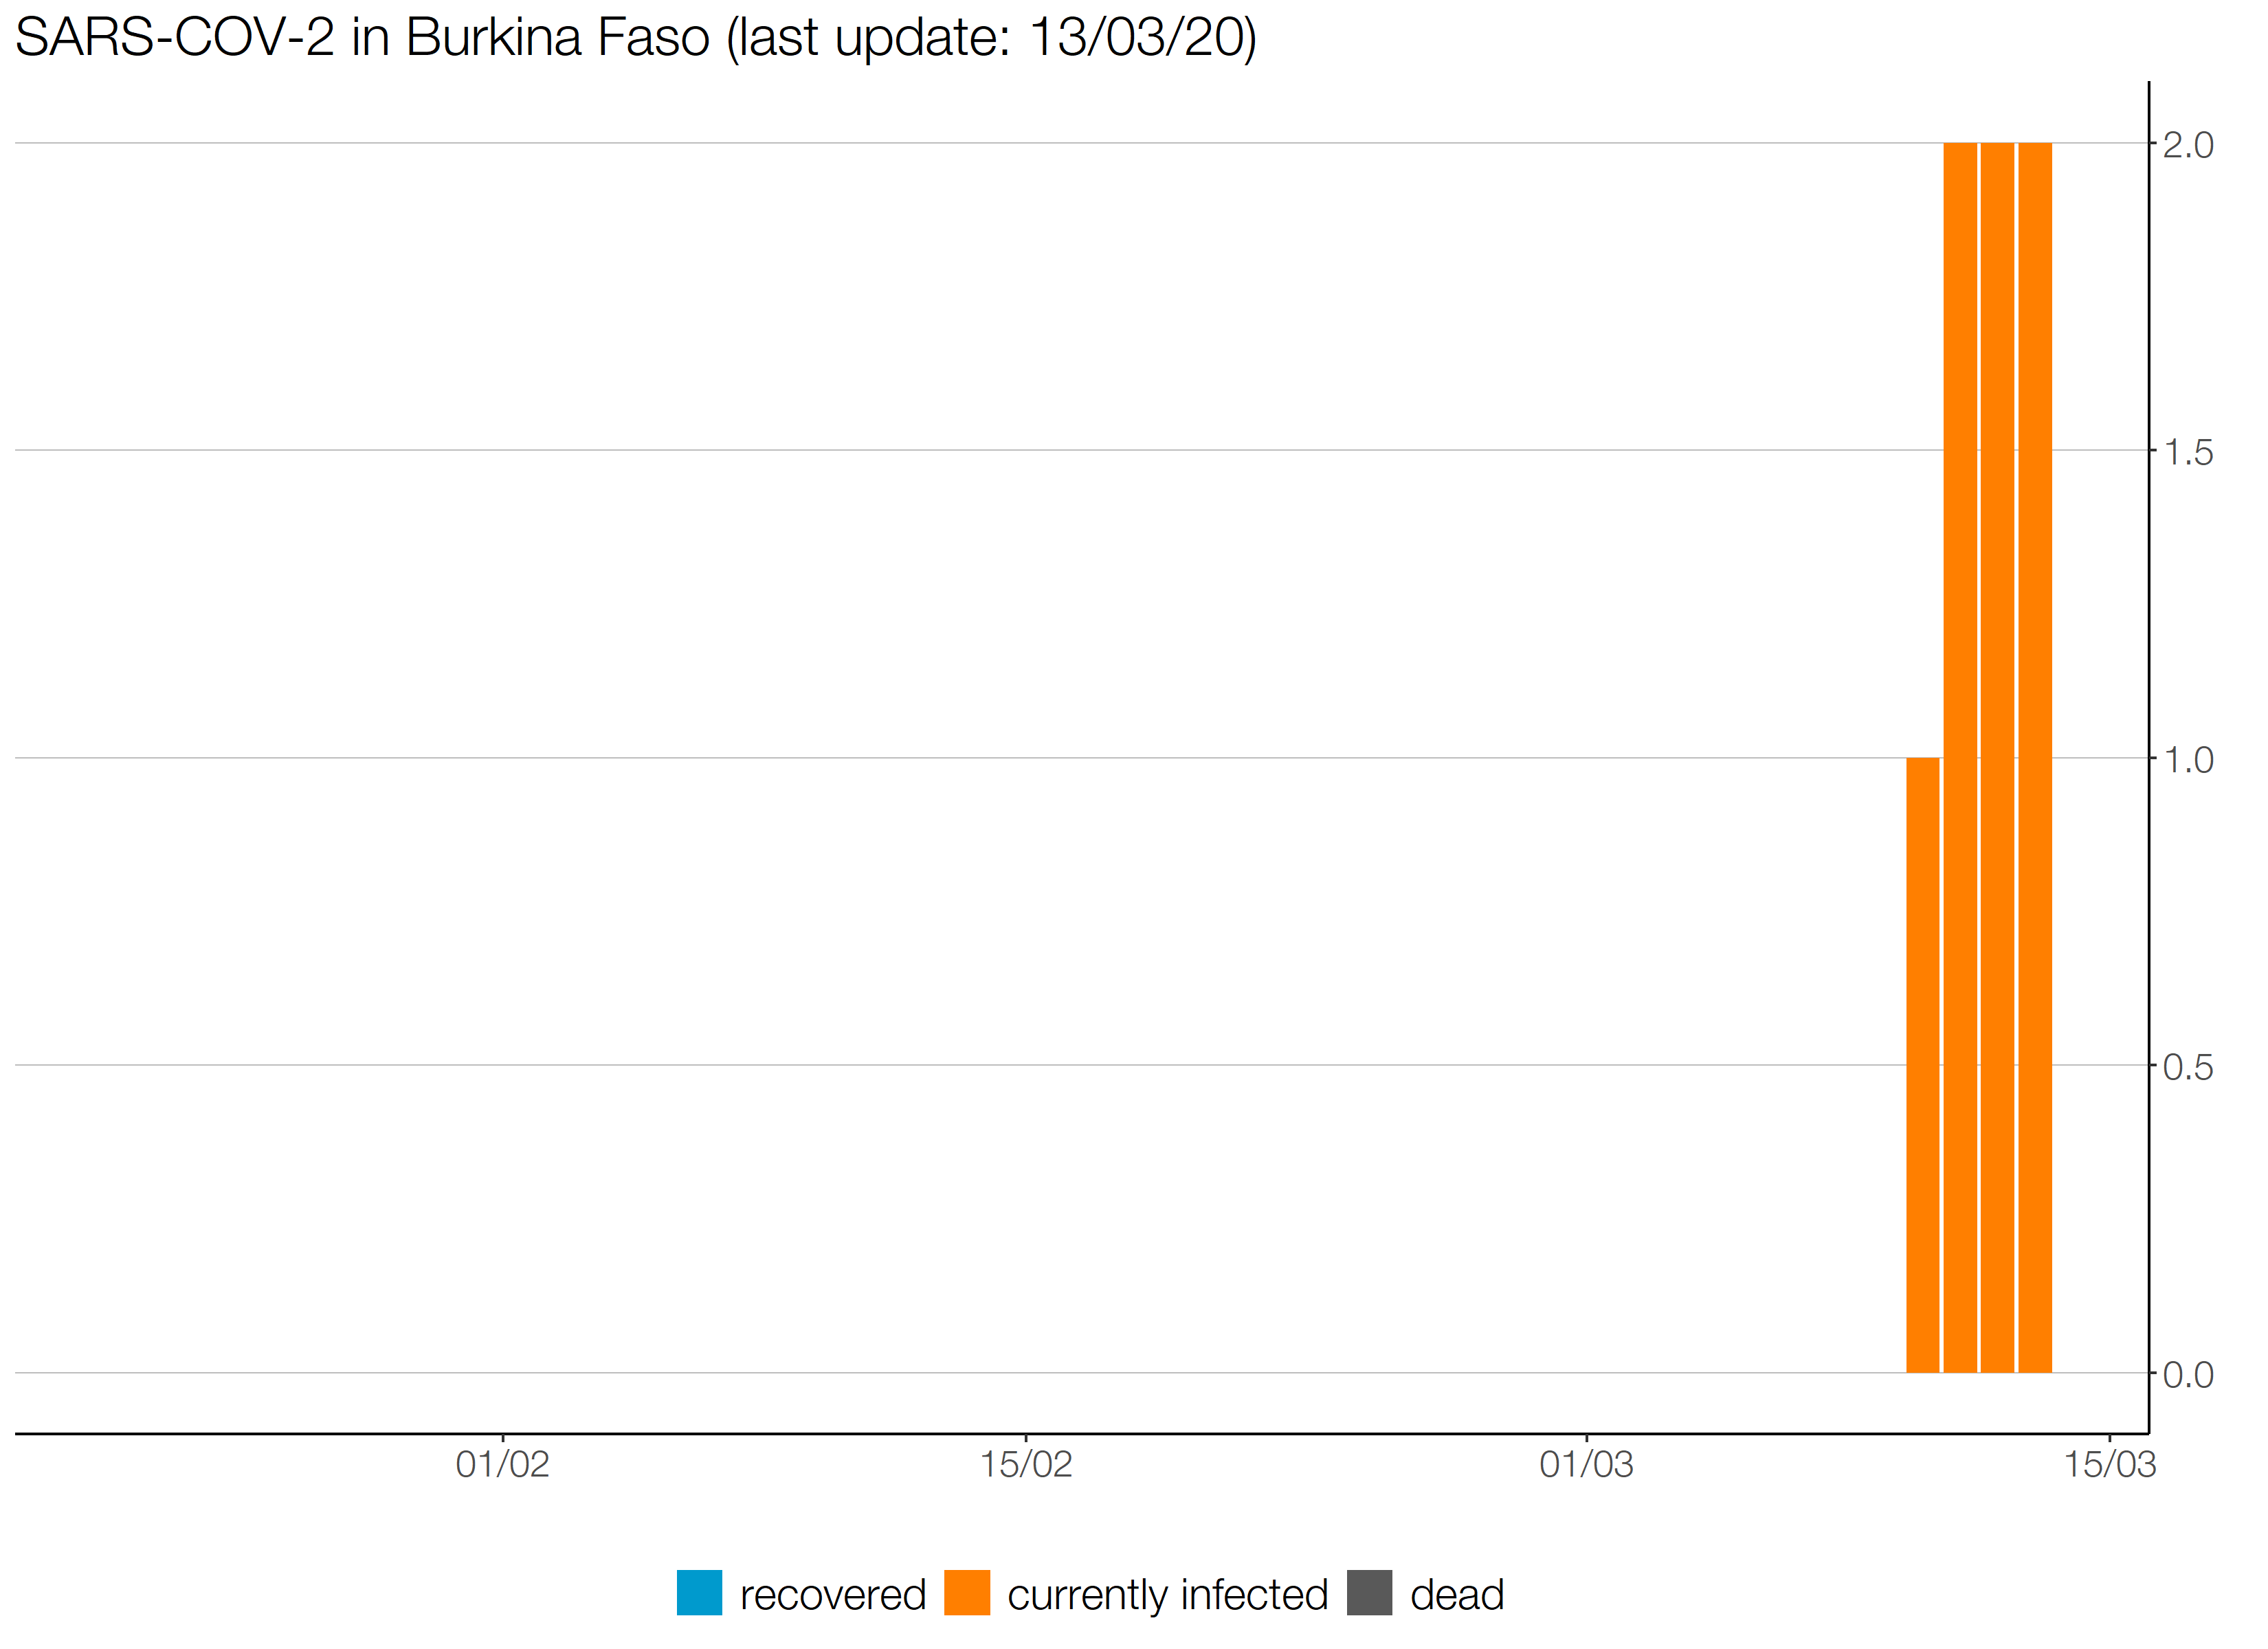 SARS-COV-2 in Burkina Faso (last update: 13/03/20)
2.0
1.5
1.0
0.5
0.0
01/02 15/02 01/03 15/03
recovered currently infected dead